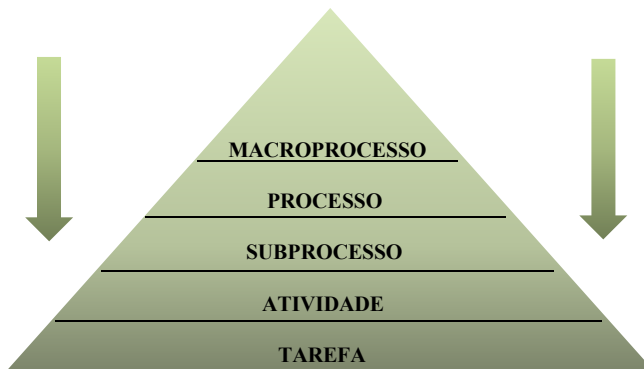 MACROPROCESSO
PROCESSO
SUBPROCESSO
ATIVIDADE
TAREFA